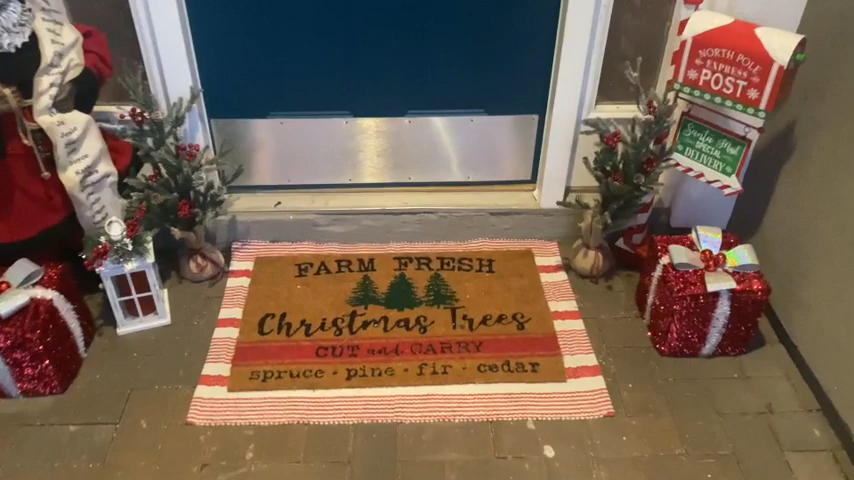 NORTH POLE
EXPRESS
POST
Santa Mail
SPECIAL
DELIVERY
FARM FRESH
Christmas Trees
CUT and CARRY
spruce · pine · fir · cedar